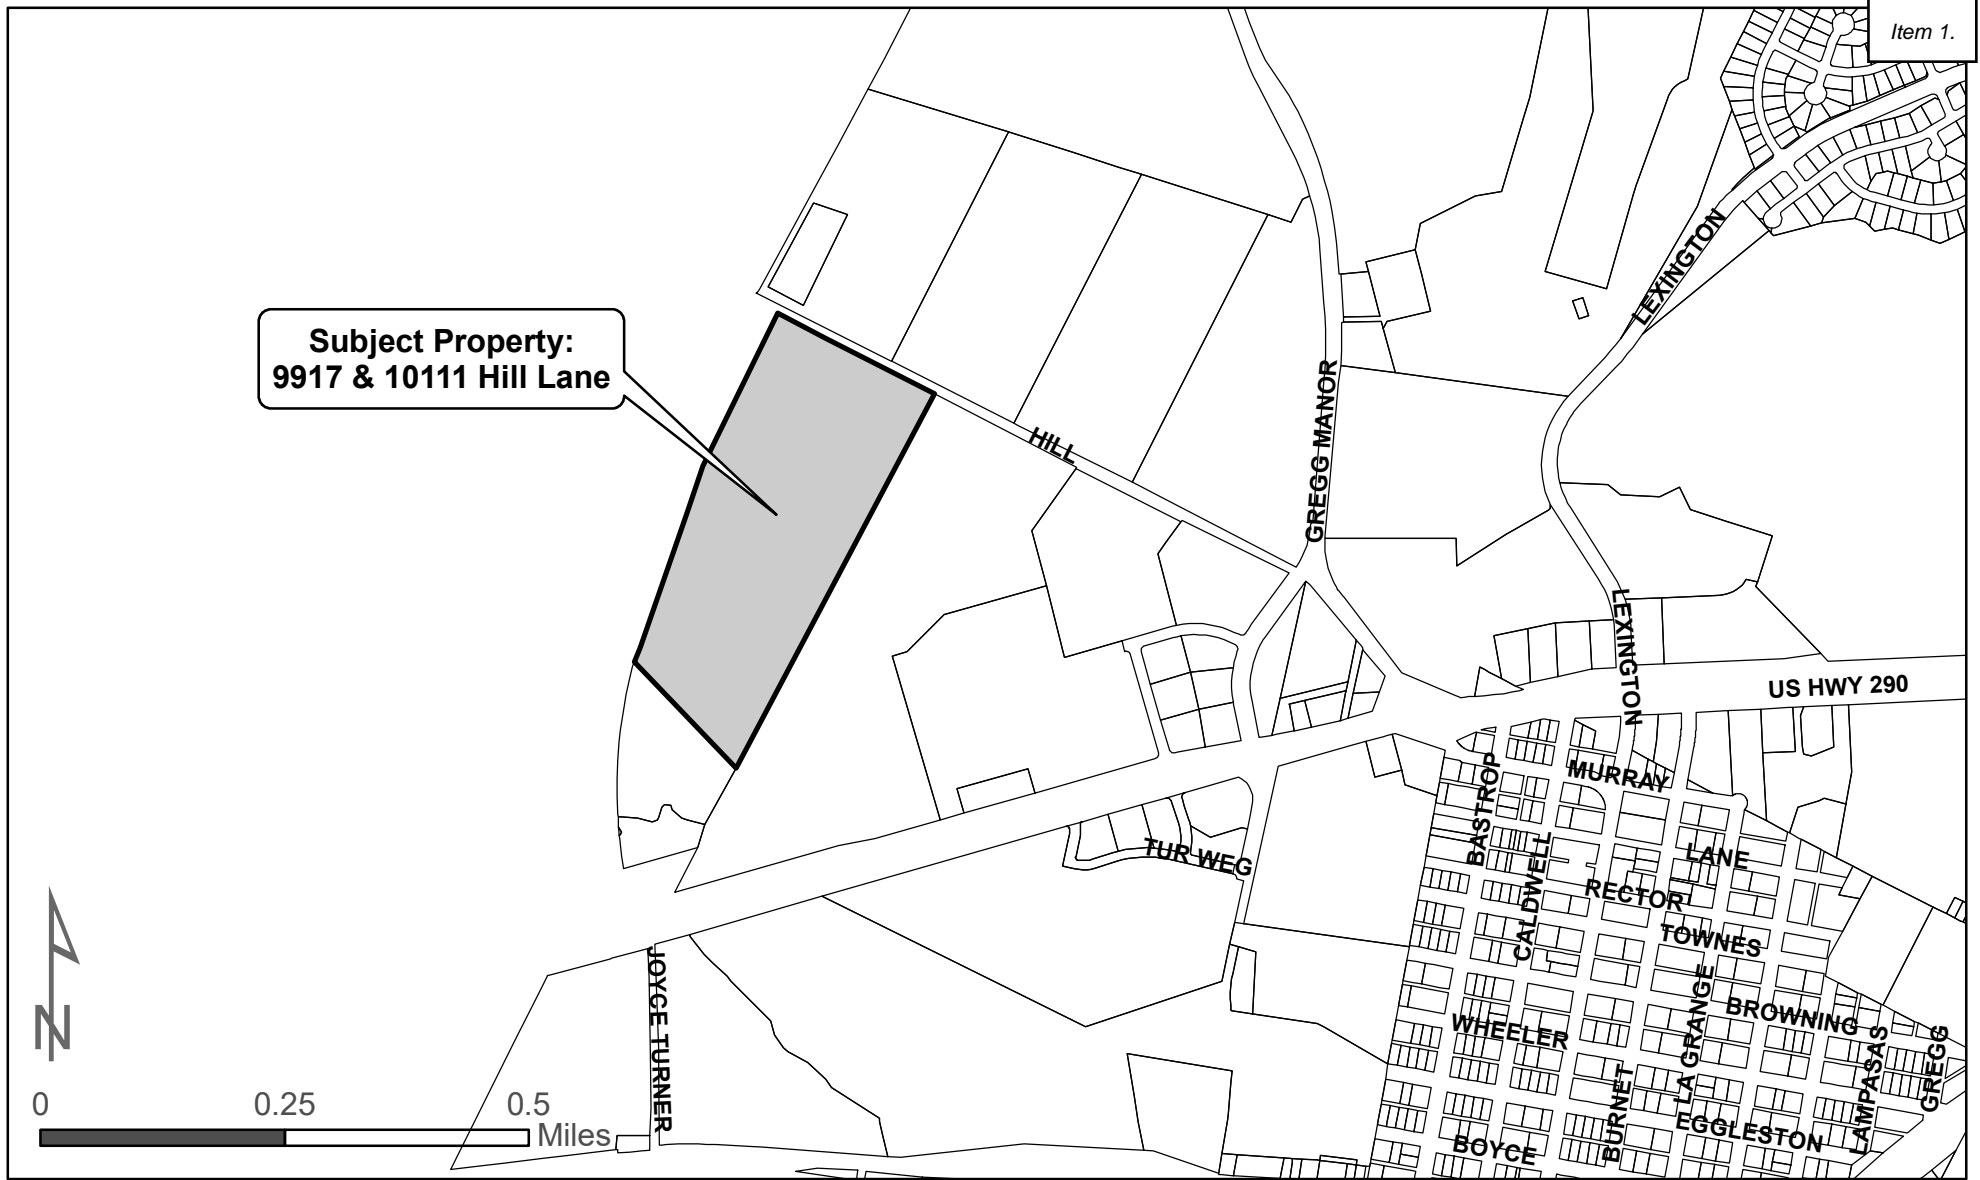 Item 1.
LEXINGTON
Subject Property:
9917 & 10111 Hill Lane
GREGG MANOR
HILL
LEXINGTON
US HWY 290
MURRAY
BASTROP
TUR WEG
CALDWELL
LANE
RECTOR
TOWNES
JOYCE TURNER
LA GRANGE
BROWNING
WHEELER
LAMPASAS
GREGG
BURNET
EGGLESTON
BOYCE
N
0 0.25 0.5
Miles